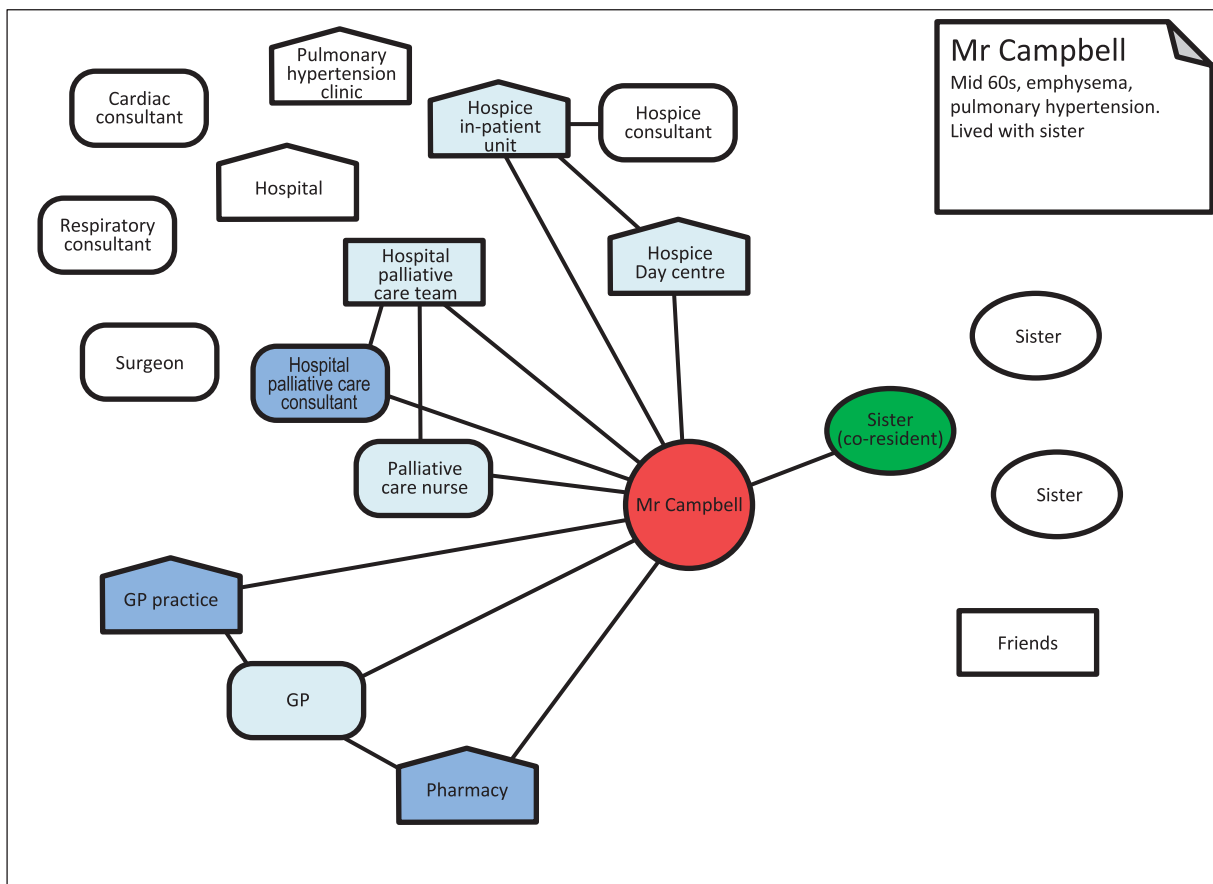 Mr Campbell
Mid 60s, emphysema,
pulmonary hypertension.
Lived with sister
Pulmonary
hypertension
clinic
Cardiac
consultant
Hospice
in-patient
unit
Hospice
consultant
Hospital
Respiratory
consultant
Hospital
palliative
care team
Hospice
Day centre
Surgeon
Hospital
palliative care
consultant
Sister
Sister
(co-resident)
Palliative
care nurse
Mr Campbell
Sister
GP practice
Friends
GP
Pharmacy